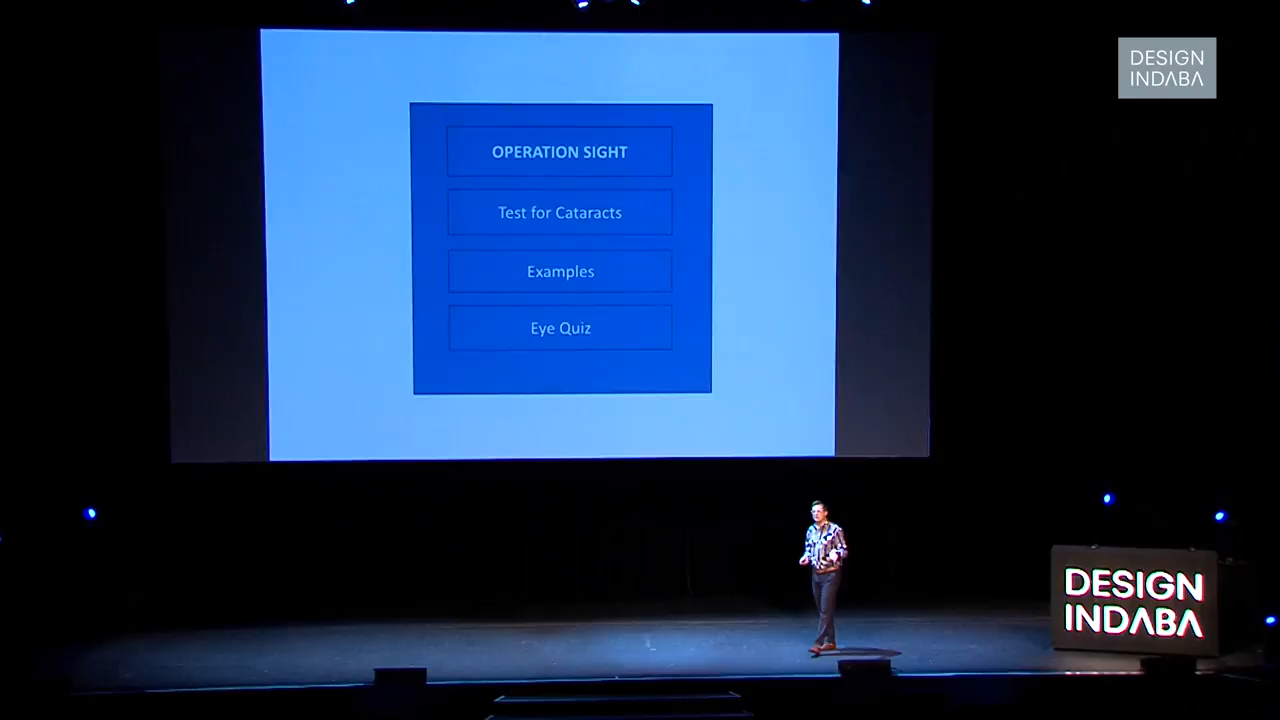 DESIGN
INDABA
OPERATION SIGHT
Test for Cataracts
Examples
Eye Quiz
DESIGN
INDABA